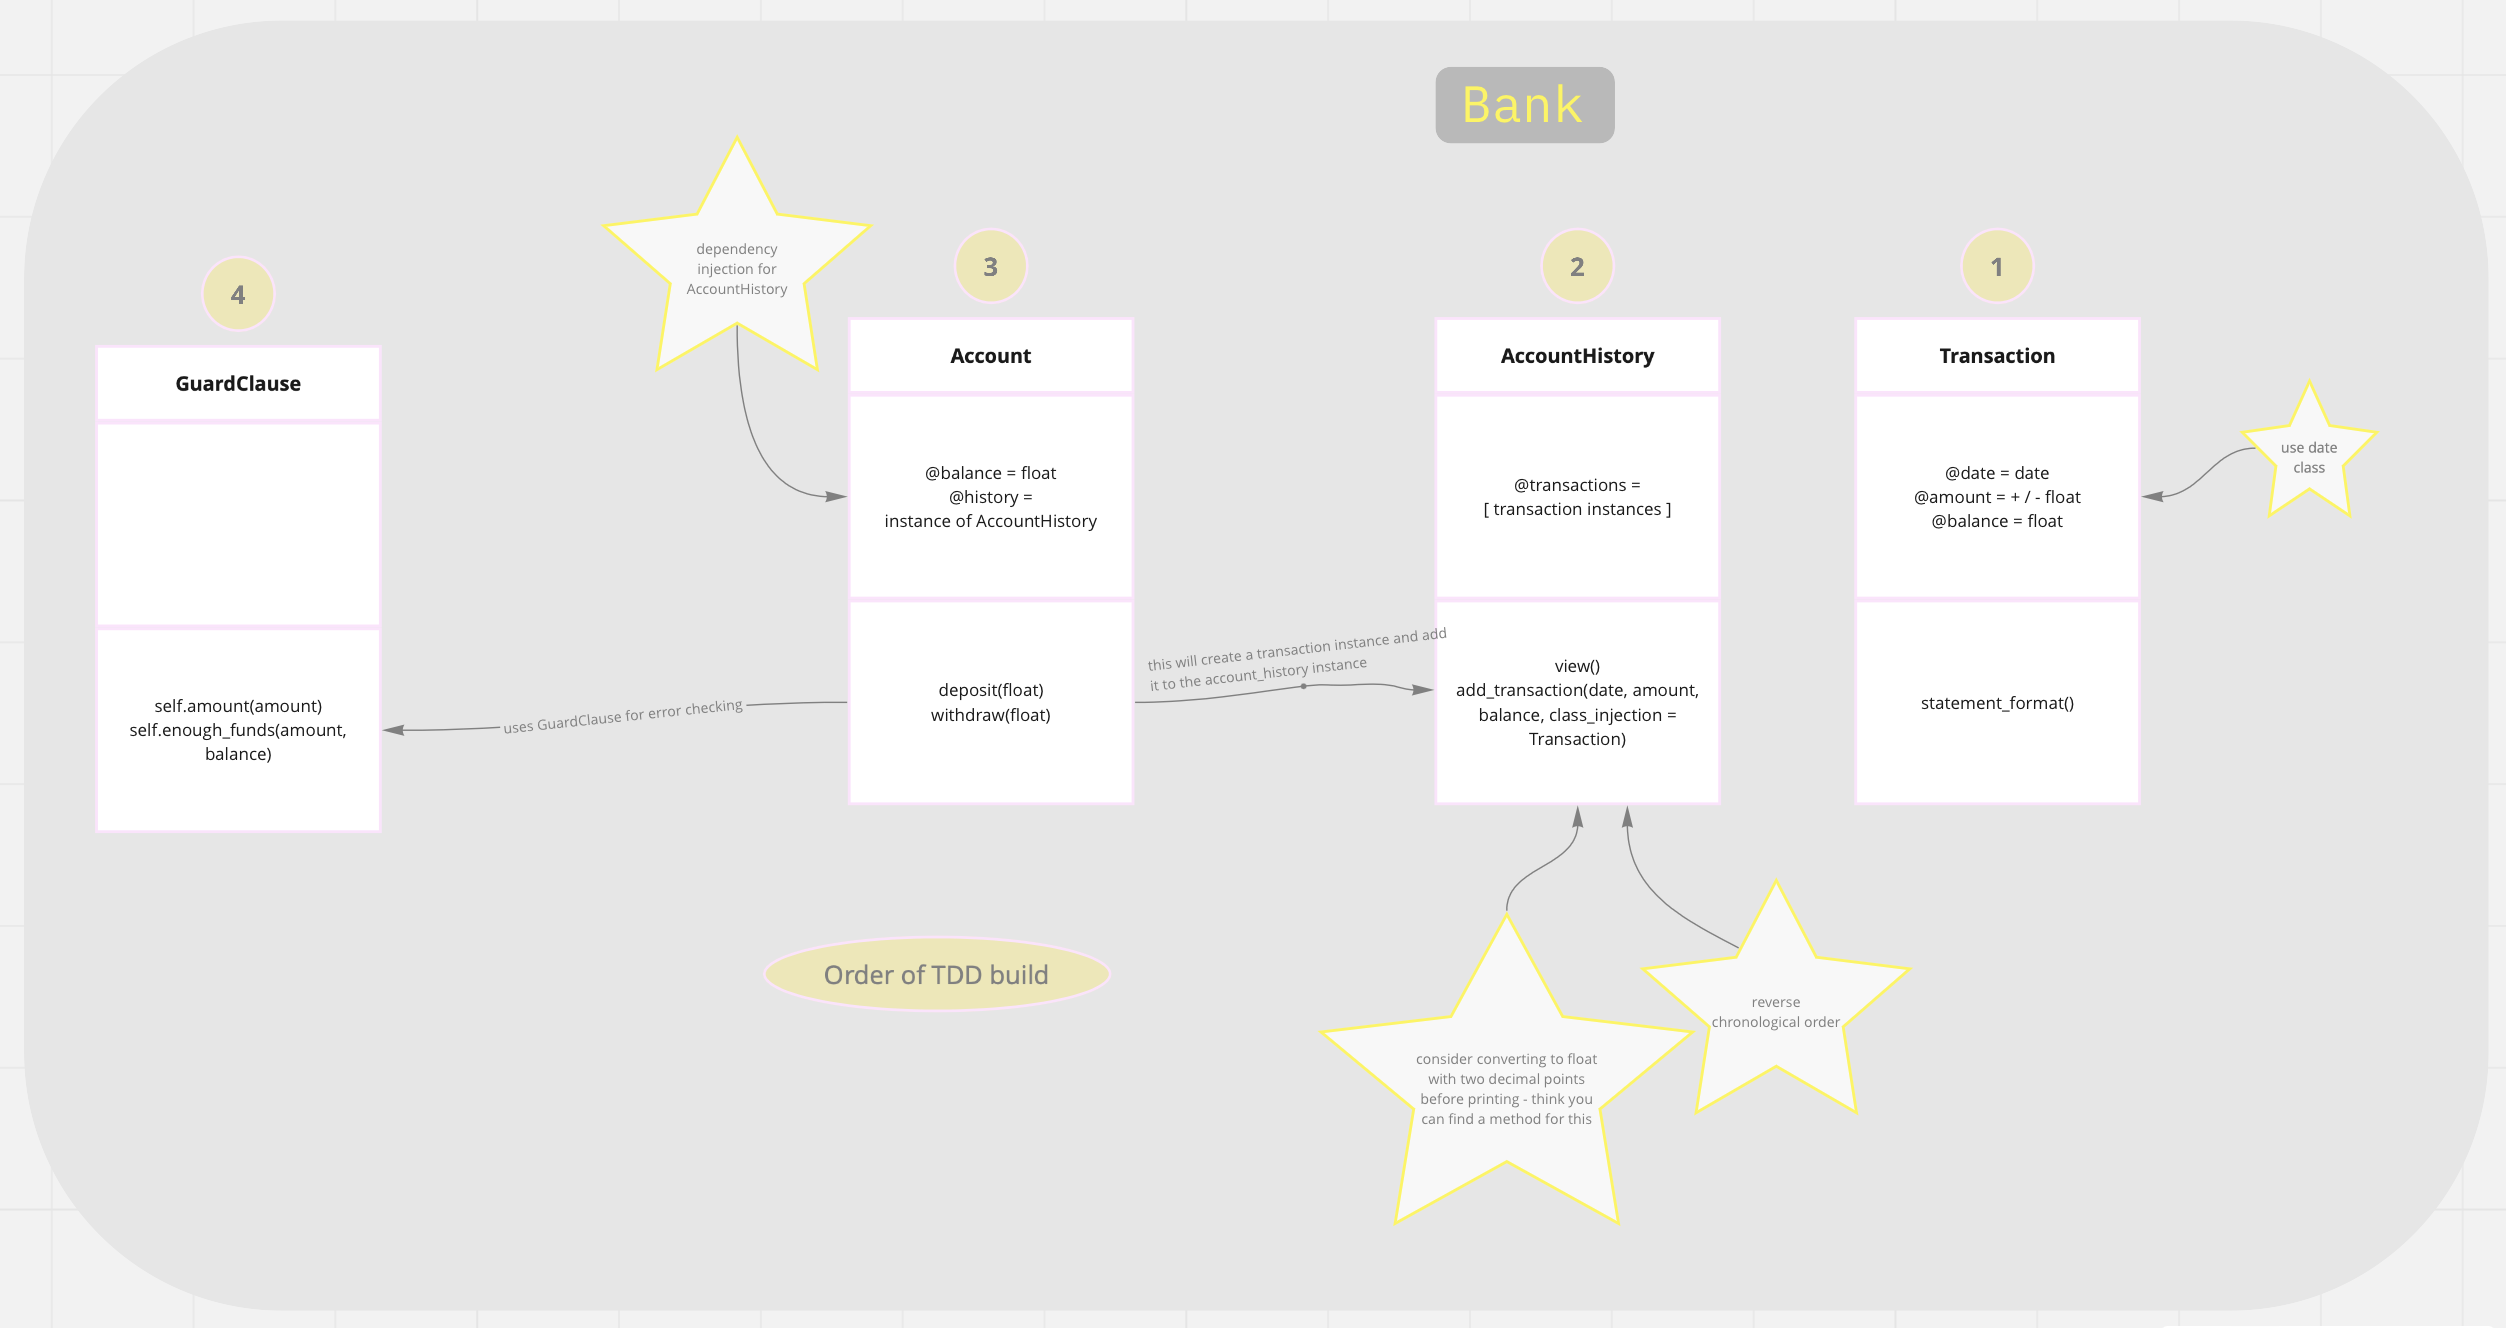 Bank
dependency
injection for
AccountHistory
4
3
2
1
GuardClause
self.amount(amount)
self.enough_funds(amount,
balance)
uses GuardClause for error checking
Account
@balance = float
@history =
instance of AccountHistory
deposit(float)
withdraw(float)
this will create a transaction instance and add
it to the account_history instance
AccountHistory
@transactions =
[ transaction instances ]
view()
add_transaction(date, amount,
balance, class_injection =
Transaction)
Transaction
@date = date
@amount = + / - float
@balance = float
statement_format()
use date
class
Order of TDD build
consider converting to float
with two decimal points
before printing - think you
can find a method for this
reverse
chronological order